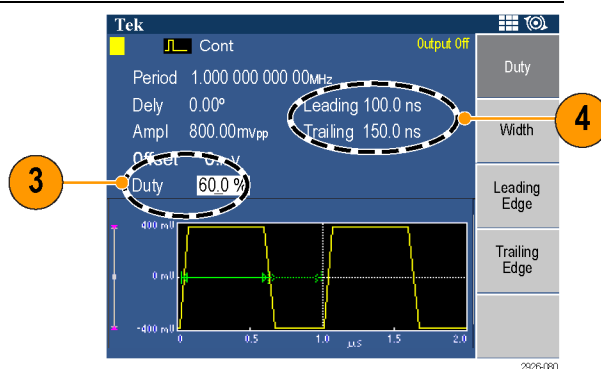 Tek
Cont
Output Off
Period 1.000 000 000 00MHz
Dely 0.00°
Leading 100.0 ns
Ampl 800.00mVpp
Trailing 150.0 ns
Offset
Duty 60.0 %
Duty
Width
Leading
Edge
Trailing
Edge
3
4
400 mV
0 mV
-400 mV
0 0.5 1.0 µs 1.5 2.0
2926-080